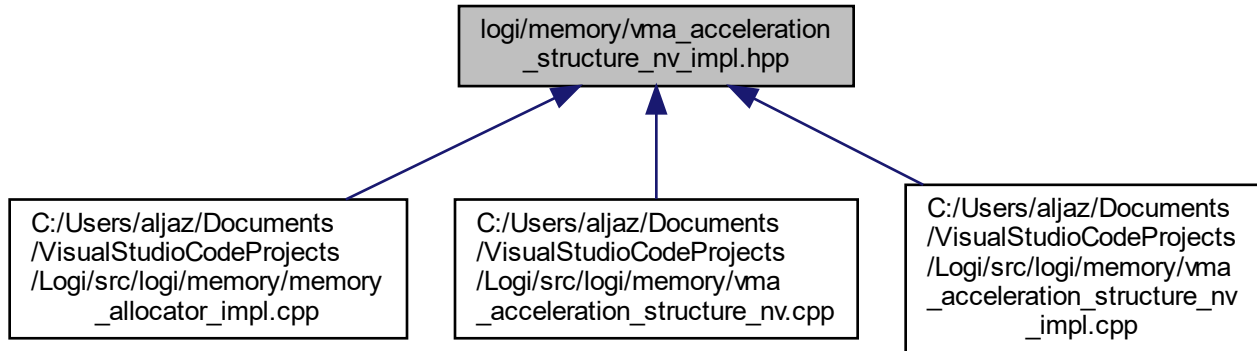 logi/memory/vma_acceleration
_structure_nv_impl.hpp
C:/Users/aljaz/Documents
/VisualStudioCodeProjects
/Logi/src/logi/memory/memory
_allocator_impl.cpp
C:/Users/aljaz/Documents
/VisualStudioCodeProjects
/Logi/src/logi/memory/vma
_acceleration_structure_nv.cpp
C:/Users/aljaz/Documents
/VisualStudioCodeProjects
/Logi/src/logi/memory/vma
_acceleration_structure_nv
_impl.cpp